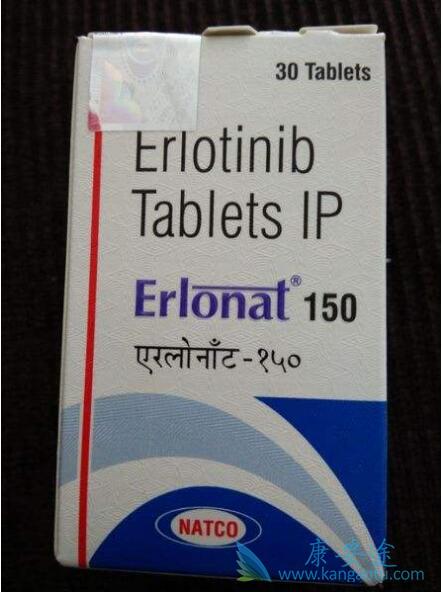 30 Tablets
Erlotinib
Tablets IP
Erlonat® 150
एरलोनाँट-१५०
NATCO
康安途
www.kangantu.com